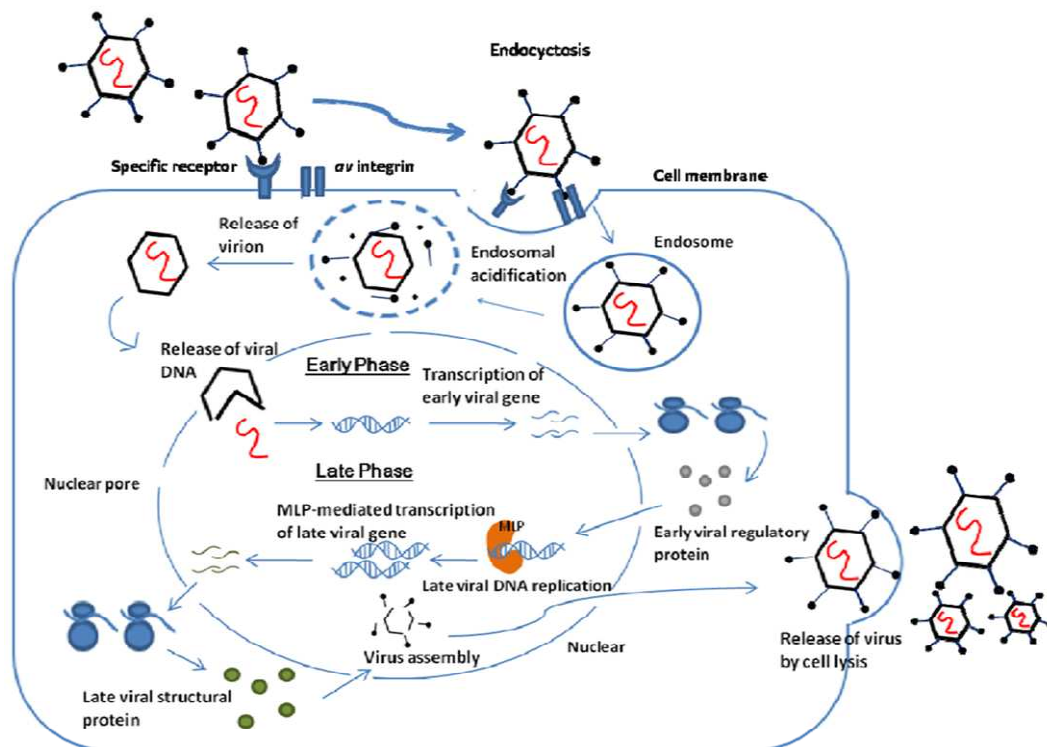 Endocyctosis
Specific receptor
αv integrin
Cell membrane
Release of
virion
Endosomal
acidification
Endosome
Release of viral
DNA
Early Phase
Transcription of
early viral gene
Nuclear pore
Late Phase
MLP-mediated transcription
of late viral gene
MLP
Early viral regulatory
protein
Late viral DNA replication
Virus assembly
Nuclear
Release of virus
by cell lysis
Late viral structural
protein